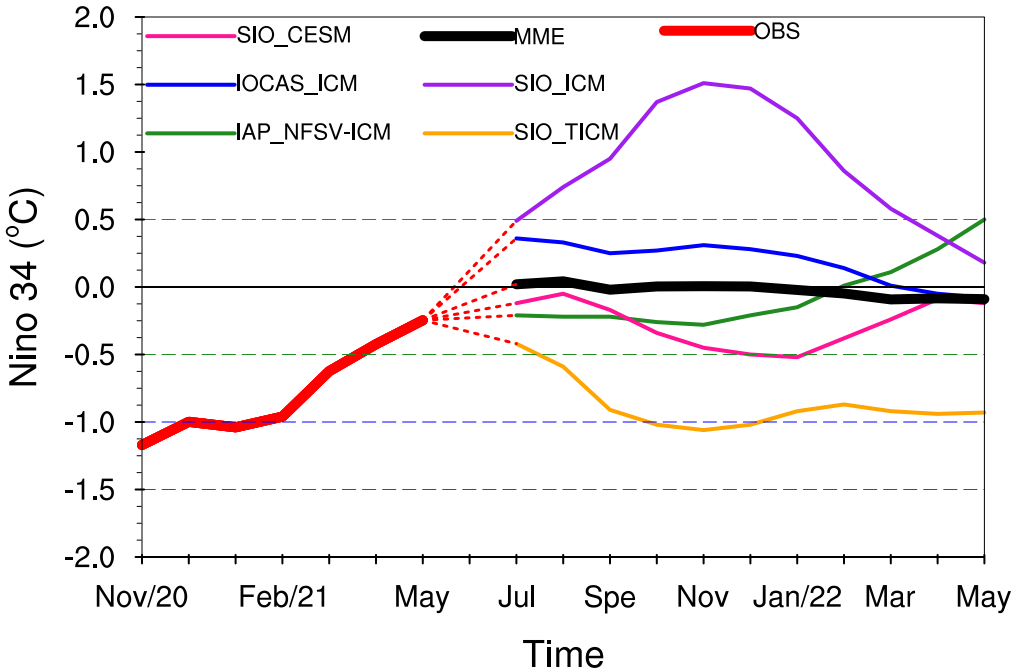 2.0
1.5
1.0
0.5
0.0
-0.5
-1.0
-1.5
-2.0
Nino 34 (°C)
SIO_CESM
MME
OBS
IOCAS_ICM
SIO_ICM
IAP_NFSV-ICM
SIO_TICM
Nov/20 Feb/21 May Jul Spe Nov Jan/22 Mar May
Time